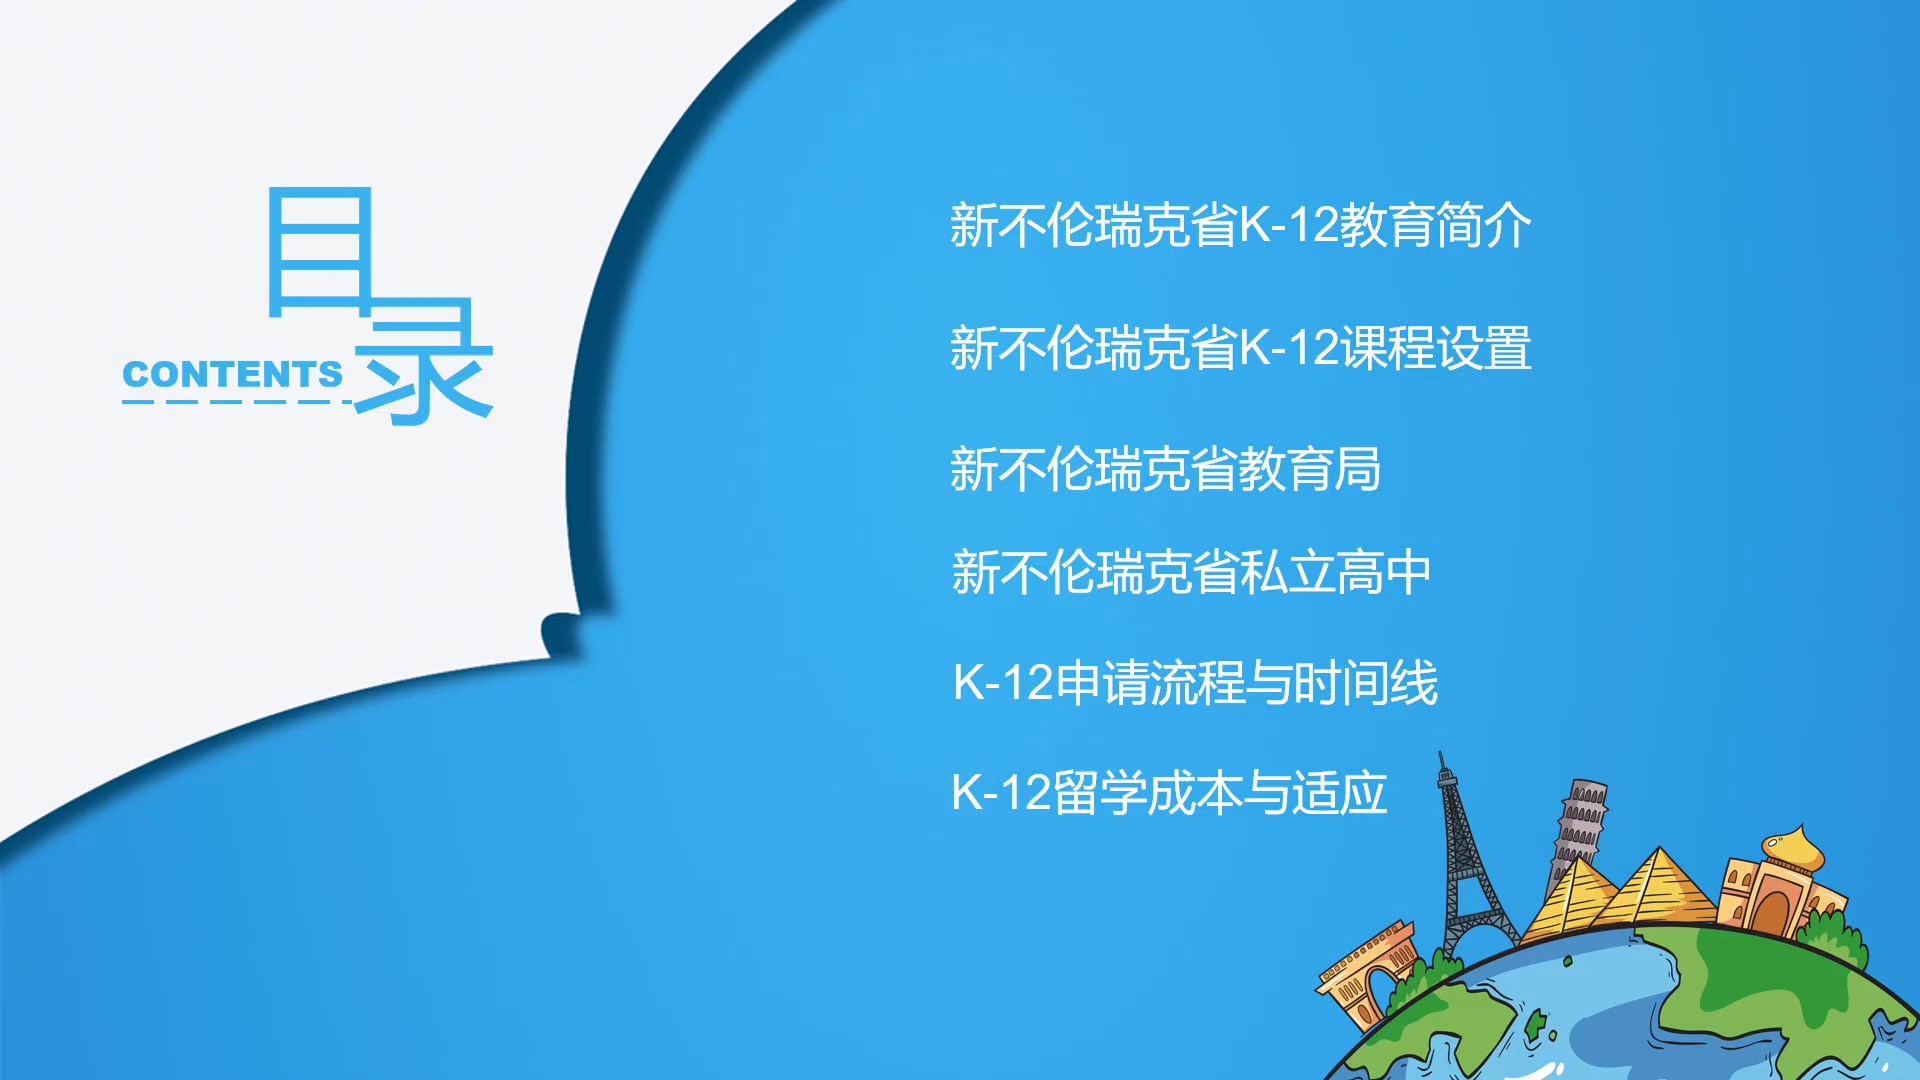 目录
CONTENTS
新不伦瑞克省K-12教育简介
新不伦瑞克省K-12课程设置
新不伦瑞克省教育局
新不伦瑞克省私立高中
K-12申请流程与时间线
K-12留学成本与适应